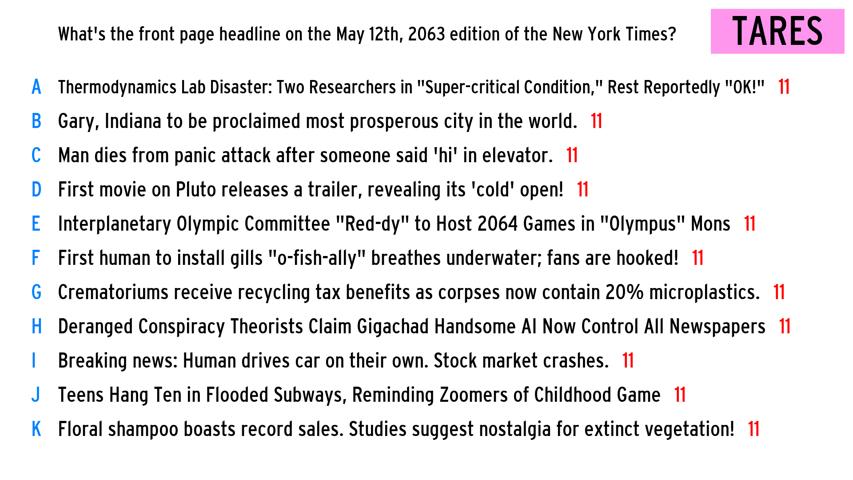 What's the front page headline on the May 12th, 2063 edition of the New York Times?
TARES
A Thermodynamics Lab Disaster: Two Researchers in "Super-critical Condition," Rest Reportedly "OK!" 11
B Gary, Indiana to be proclaimed most prosperous city in the world. 11
C Man dies from panic attack after someone said 'hi' in elevator. 11
D First movie on Pluto releases a trailer, revealing its 'cold' open! 11
E Interplanetary Olympic Committee "Red-dy" to Host 2064 Games in "Olympus" Mons 11
F First human to install gills "o-fish-ally" breathes underwater; fans are hooked! 11
G Crematoriums receive recycling tax benefits as corpses now contain 20% microplastics. 11
H Deranged Conspiracy Theorists Claim Gigachad Handsome AI Now Control All Newspapers 11
I Breaking news: Human drives car on their own. Stock market crashes. 11
J Teens Hang Ten in Flooded Subways, Reminding Zoomers of Childhood Game 11
K Floral shampoo boasts record sales. Studies suggest nostalgia for extinct vegetation! 11